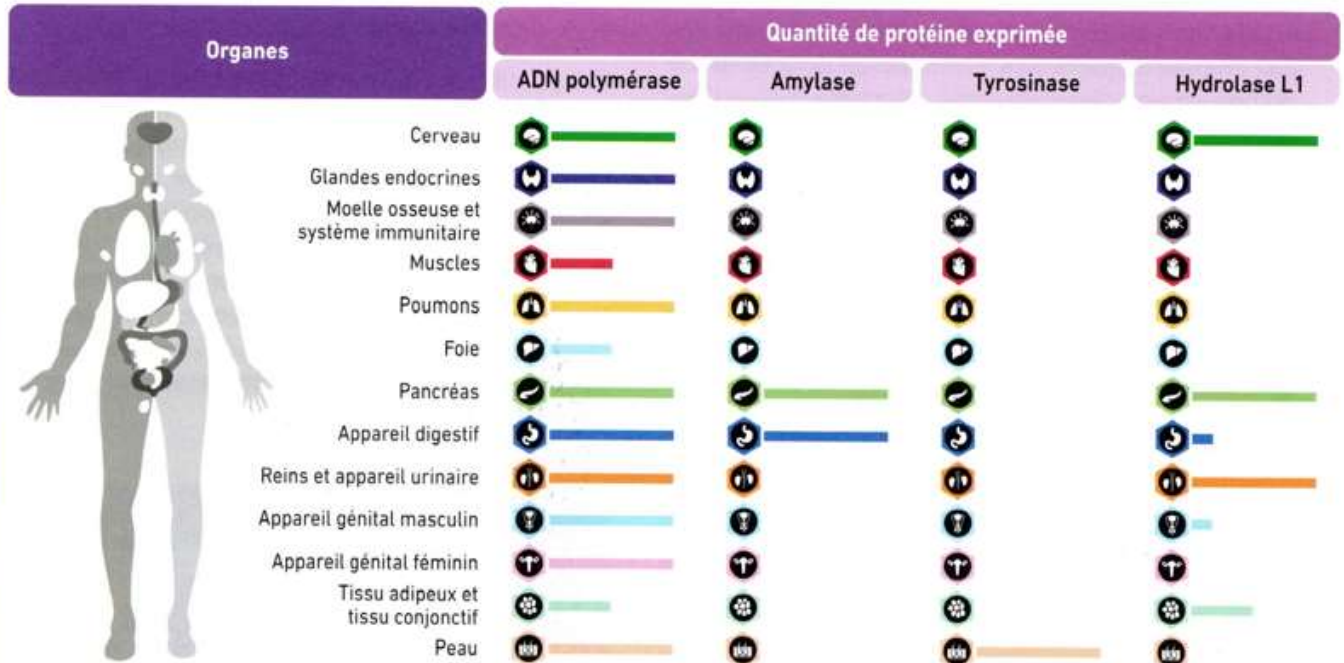 Organes
Quantité de protéine exprimée
ADN polymérase
Amylase
Tyrosinase
Hydrolase L1
Cerveau
Glandes endocrines
Moelle osseuse et
système immunitaire
Muscles
Poumons
Foie
Pancréas
Appareil digestif
Reins et appareil urinaire
Appareil génital masculin
Appareil génital féminin
Tissu adipeux et
tissu conjonctif
Peau